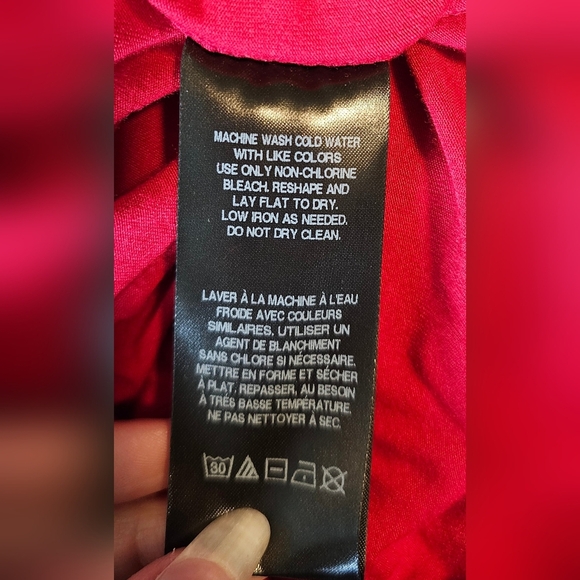 MACHINE WASH COLD WATER
WITH LIKE COLORS
USE ONLY NON-CHLORINE
BLEACH. RESHAPE AND
LAY FLAT TO DRY.
LOW IRON AS NEEDED.
DO NOT DRY CLEAN.
LAVER À LA MACHINE À L'EAU
FROIDE AVEC COULEURS
SIMILAIRES. UTILISER UN
AGENT DE BLANCHIMENT
SANS CHLORE SI NÉCESSAIRE.
METTRE EN FORME ET SÉCHER
À PLAT. REPASSER, AU BESOIN
À TRÈS BASSE TEMPÉRATURE.
NE PAS NETTOYER À SEC.
30